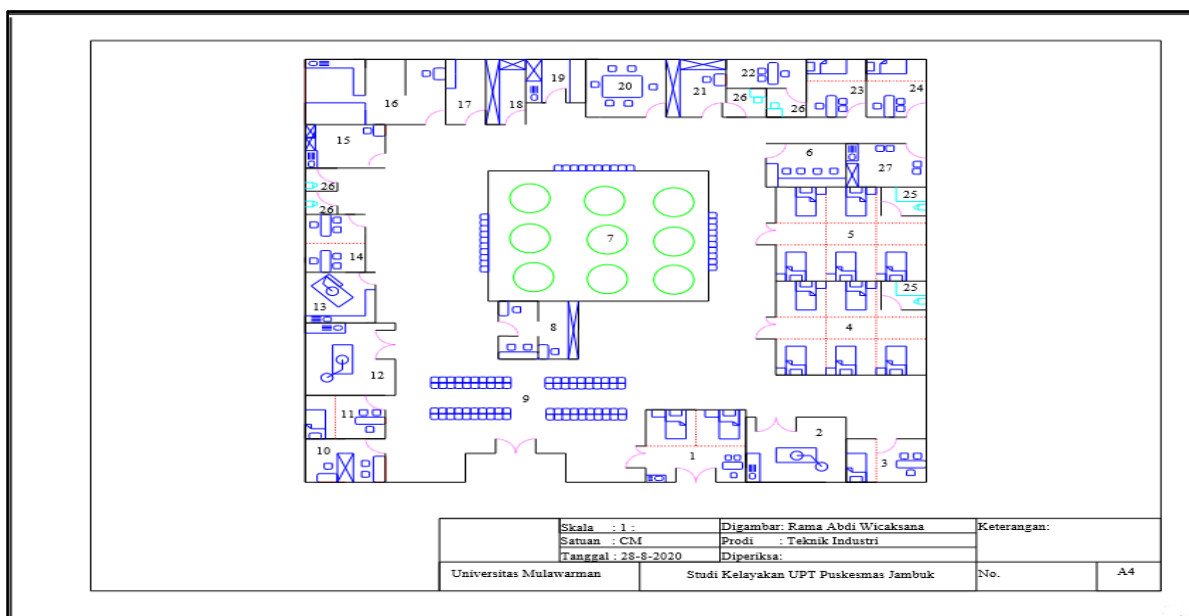 22
19
20
16
17
18
21
26
26
23
24
15
6
27
26
26
25
7
5
14
13
25
8
4
12
9
11
2
1
3
10
Skala : 1 :
Digambar: Rama Abdi Wicaksana
Keterangan:
Satuan : CM
Prodi : Teknik Industri
Tanggal : 28-8-2020
Diperiksa:
Universitas Mulawarman
Studi Kelayakan UPT Puskesmas Jambuk
No.
A4